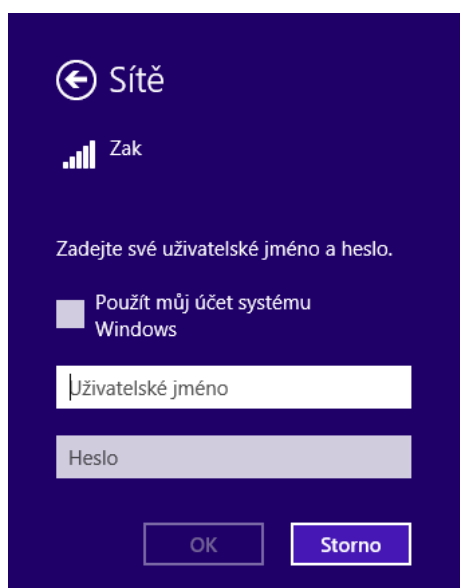 Sítě
Zak
Zadejte své uživatelské jméno a heslo.
Použít můj účet systému
Windows
Uživatelské jméno
Heslo
OK
Storno